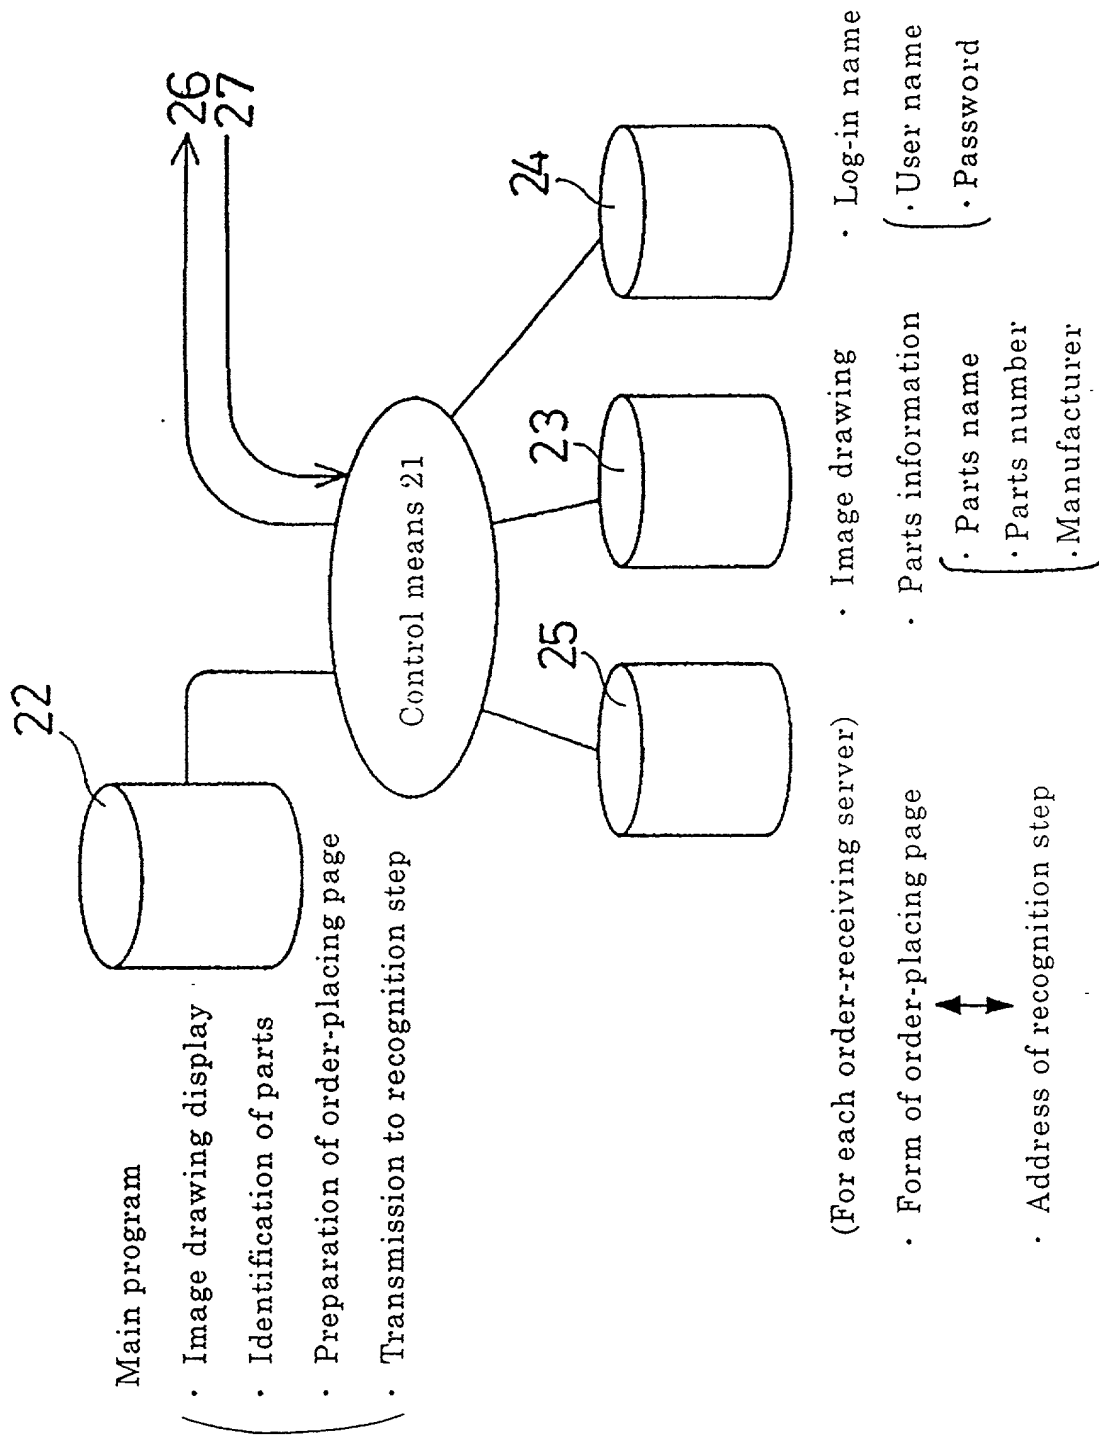 22
Main program
· Image drawing display
· Identification of parts
· Preparation of order-placing page
· Transmission to recognition step
26
27
Control means 21
25
23
24
(For each order-receiving server)
· Form of order-placing page
· Address of recognition step
· Image drawing
· Parts information
· Parts name
· Parts number
· Manufacturer
· Log-in name
· User name
· Password